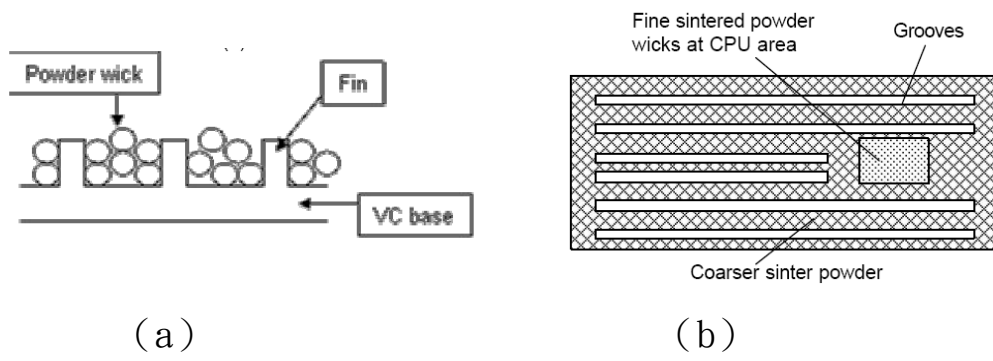 Powder wick
Fin
VC base
Fine sintered powder
wicks at CPU area
Grooves
Coarser sinter powder
(a)
(b)